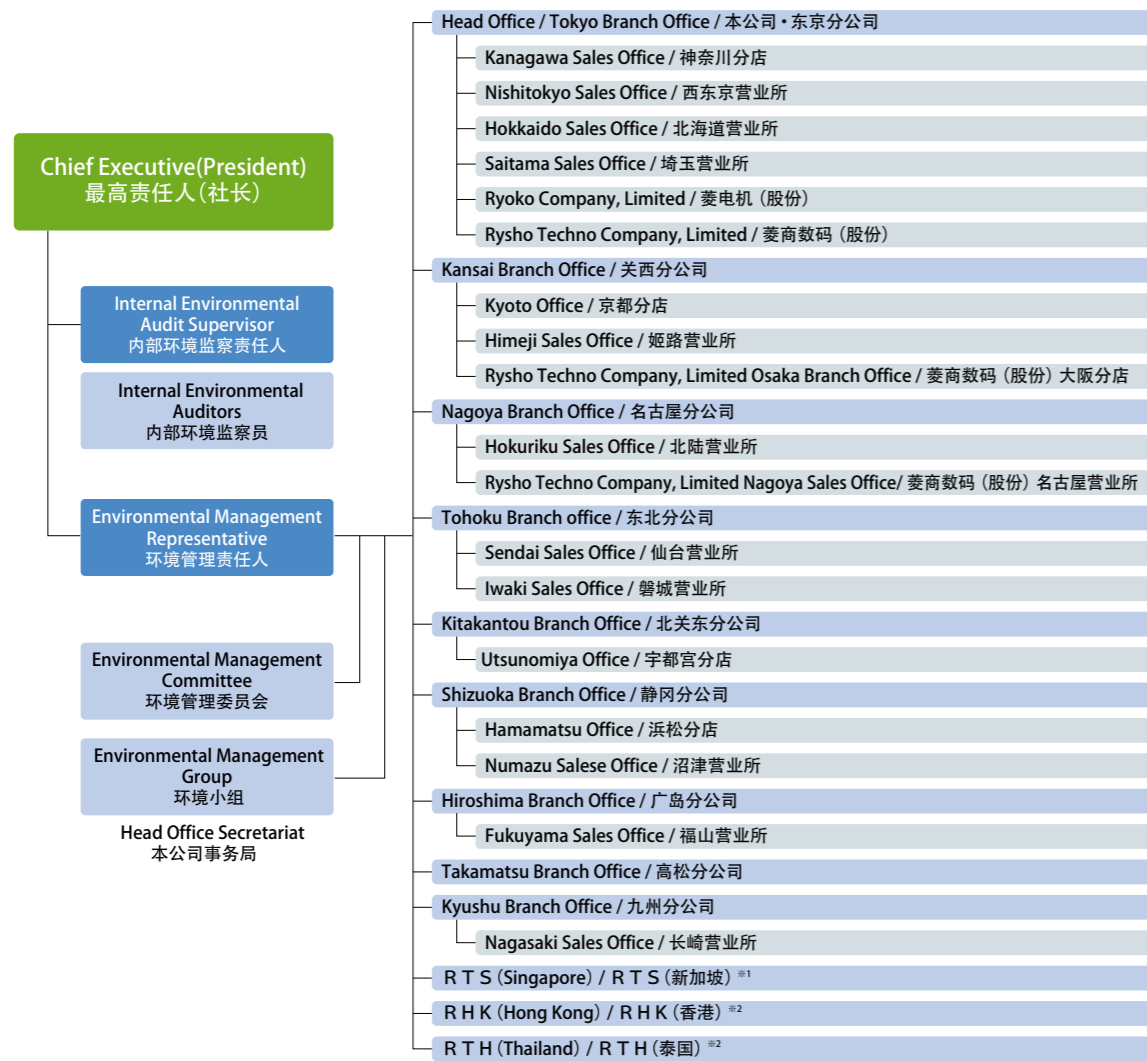 Chief Executive(President)
最高责任人(社长)
Internal Environmental
Audit Supervisor
内部环境监察责任人
Internal Environmental
Auditors
内部环境监察员
Environmental Management
Representative
环境管理责任人
Environmental Management
Committee
环境管理委员会
Environmental Management
Group
环境小组
Head Office Secretariat
本公司事务局
Head Office / Tokyo Branch Office / 本公司・东京分公司
Kanagawa Sales Office / 神奈川分店
Nishitokyo Sales Office / 西东京营业所
Hokkaido Sales Office / 北海道营业所
Saitama Sales Office / 埼玉营业所
Ryoko Company, Limited / 菱电机 (股份)
Rysho Techno Company, Limited / 菱商数码 (股份)
Kansai Branch Office / 关西分公司
Kyoto Office / 京都分店
Himeji Sales Office / 姬路营业所
Rysho Techno Company, Limited Osaka Branch Office / 菱商数码 (股份) 大阪分店
Nagoya Branch Office / 名古屋分公司
Hokuriku Sales Office / 北陆营业所
Rysho Techno Company, Limited Nagoya Sales Office/ 菱商数码 (股份) 名古屋营业所
Tohoku Branch office / 东北分公司
Sendai Sales Office / 仙台营业所
Iwaki Sales Office / 磐城营业所
Kitakantou Branch Office / 北关东分公司
Utsunomiya Office / 宇都宫分店
Shizuoka Branch Office / 静冈分公司
Hamamatsu Office / 浜松分店
Numazu Salese Office / 沼津营业所
Hiroshima Branch Office / 广岛分公司
Fukuyama Sales Office / 福山营业所
Takamatsu Branch Office / 高松分公司
Kyushu Branch Office / 九州分公司
Nagasaki Sales Office / 长崎营业所
ＲＴＳ(Singapore) / ＲＴＳ(新加坡) ※1
ＲＨＫ(Hong Kong) / ＲＨＫ(香港) ※2
ＲＴＨ(Thailand) / ＲＴＨ(泰国) ※2